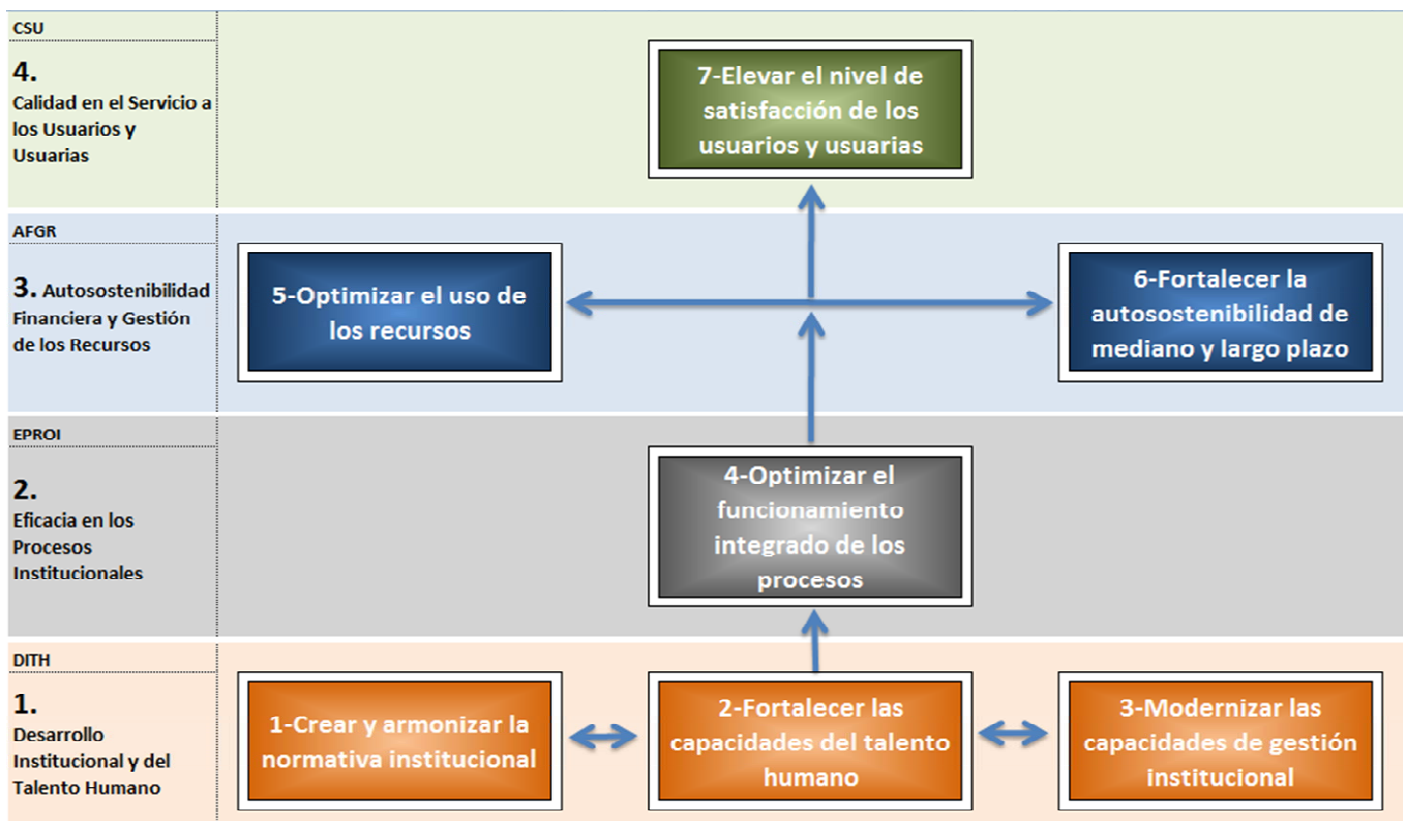 CSU
4.
Calidad en el Servicio a
los Usuarios y
Usuarias
7-Elevar el nivel de
satisfacción de los
usuarios y usuarias
AFGR
3. Autosostenibilidad
Financiera y Gestión
de los Recursos
5-Optimizar el uso de
los recursos
6-Fortalecer la
autosostenibilidad de
mediano y largo plazo
EPROI
2.
Eficacia en los
Procesos
Institucionales
4-Optimizar el
funcionamiento
integrado de los
procesos
DITH
1.
Desarrollo
Institucional y del
Talento Humano
1-Crear y armonizar la
normativa institucional
2-Fortalecer las
capacidades del talento
humano
3-Modernizar las
capacidades de gestión
institucional